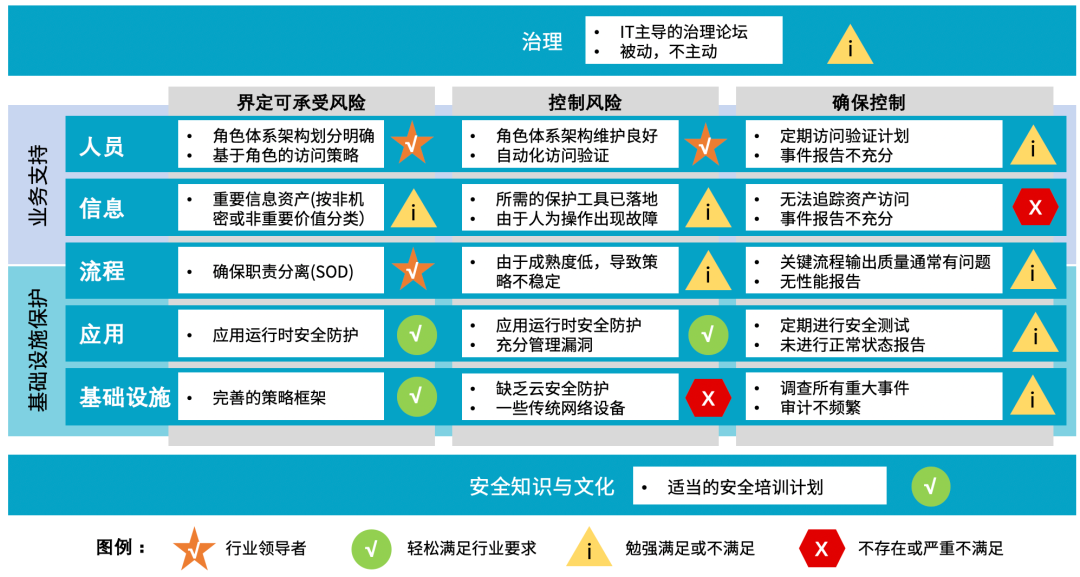 治理
• IT主导的治理论坛
• 被动，不主动
i
界定可承受风险
控制风险
确保控制
业务支持
人员
• 角色体系架构划分明确
• 基于角色的访问策略
√
• 角色体系架构维护良好
• 自动化访问验证
√
• 定期访问验证计划
• 事件报告不充分
i
信息
• 重要信息资产(按非机
密或非重要价值分类）
i
• 所需的保护工具已落地
• 由于人为操作出现故障
i
• 无法追踪资产访问
• 事件报告不充分
X
流程
• 确保职责分离(SOD)
√
• 由于成熟度低，导致策
略不稳定
i
• 关键流程输出质量通常有问题
• 无性能报告
i
基础设施保护
应用
• 应用运行时安全防护
√
• 应用运行时安全防护
• 充分管理漏洞
√
• 定期进行安全测试
• 未进行正常状态报告
i
基础设施
• 完善的策略框架
√
• 缺乏云安全防护
• 一些传统网络设备
X
• 调查所有重大事件
• 审计不频繁
i
安全知识与文化
• 适当的安全培训计划
√
图例：
√ 行业领导者
√ 轻松满足行业要求
i 勉强满足或不满足
X 不存在或严重不满足